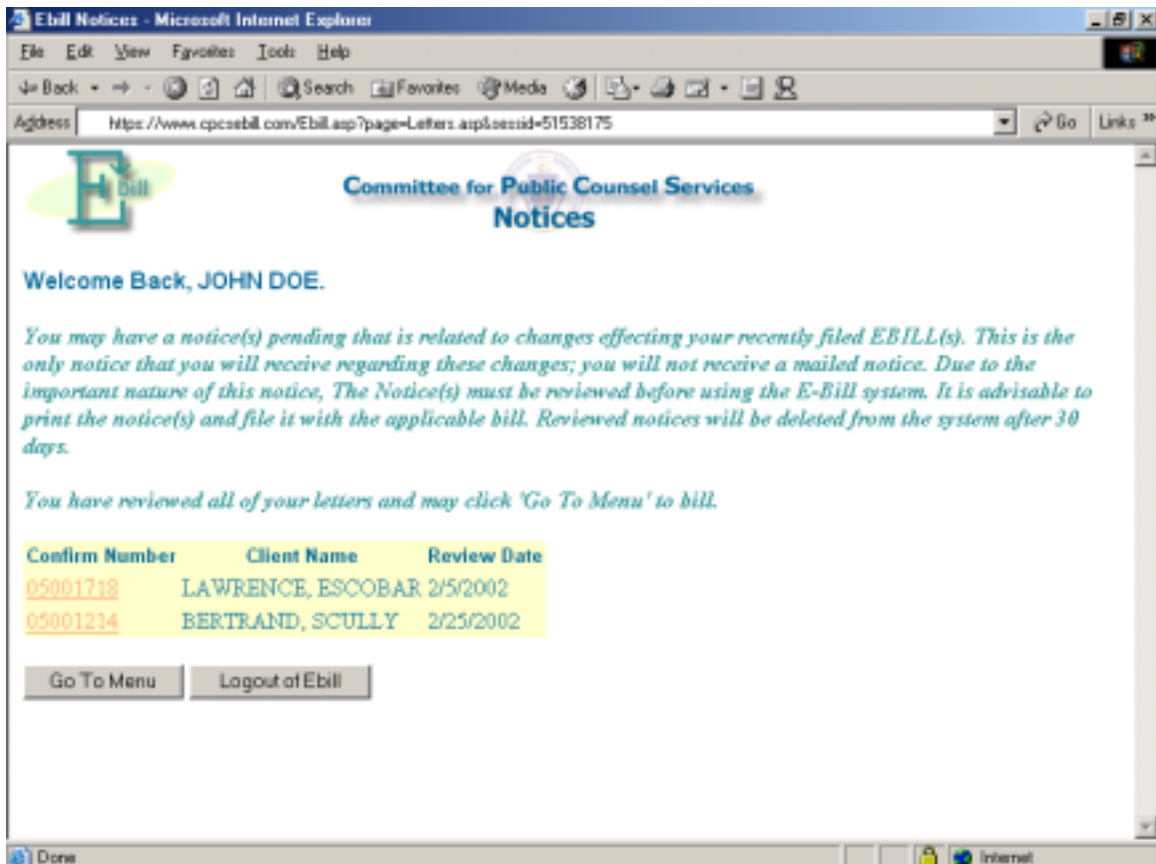 Ebill Notices - Microsoft Internet Explorer
File Edit View Favorites Tools Help
Back Search Favorites Media
Address https://www.cpcsebill.com/Ebill.asp?page=Letters.asp&sessid=51538175 Go Links »
Ebill
Committee for Public Counsel Services
Notices
Welcome Back, JOHN DOE.
You may have a notice(s) pending that is related to changes effecting your recently filed EBILL(s). This is the
only notice that you will receive regarding these changes; you will not receive a mailed notice. Due to the
important nature of this notice, The Notice(s) must be reviewed before using the E-Bill system. It is advisable to
print the notice(s) and file it with the applicable bill. Reviewed notices will be deleted from the system after 30
days.
You have reviewed all of your letters and may click 'Go To Menu' to bill.
Confirm Number Client Name Review Date
05001718 LAWRENCE, ESCOBAR 2/5/2002
05001214 BERTRAND, SCULLY 2/25/2002
Go To Menu Logout of Ebill
Done Internet